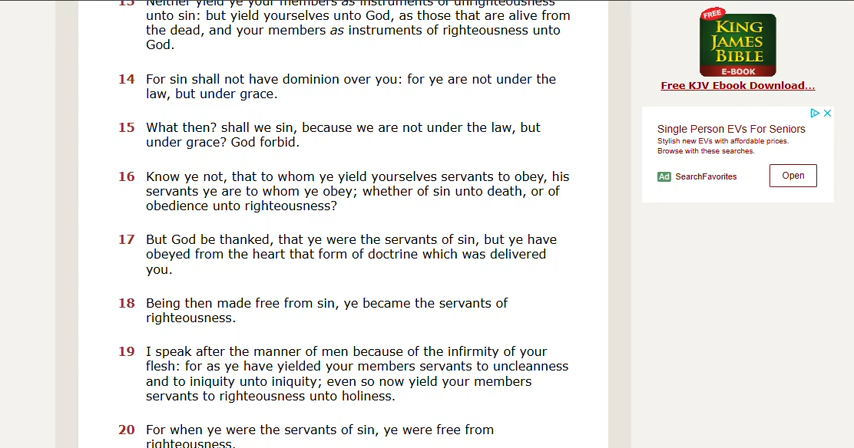 13 Neither yield ye your members as instruments of unrighteousness
unto sin: but yield yourselves unto God, as those that are alive from
the dead, and your members as instruments of righteousness unto
God.
14 For sin shall not have dominion over you: for ye are not under the
law, but under grace.
15 What then? shall we sin, because we are not under the law, but
under grace? God forbid.
16 Know ye not, that to whom ye yield yourselves servants to obey, his
servants ye are to whom ye obey; whether of sin unto death, or of
obedience unto righteousness?
17 But God be thanked, that ye were the servants of sin, but ye have
obeyed from the heart that form of doctrine which was delivered
you.
18 Being then made free from sin, ye became the servants of
righteousness.
19 I speak after the manner of men because of the infirmity of your
flesh: for as ye have yielded your members servants to uncleanness
and to iniquity unto iniquity; even so now yield your members
servants to righteousness unto holiness.
20 For when ye were the servants of sin, ye were free from
righteousness.
FREE
KING
JAMES
BIBLE
E-BOOK
Free KJV Ebook Download...
Single Person EVs For Seniors
Stylish new EVs with affordable prices.
Browse with these searches.
Ad SearchFavorites
Open